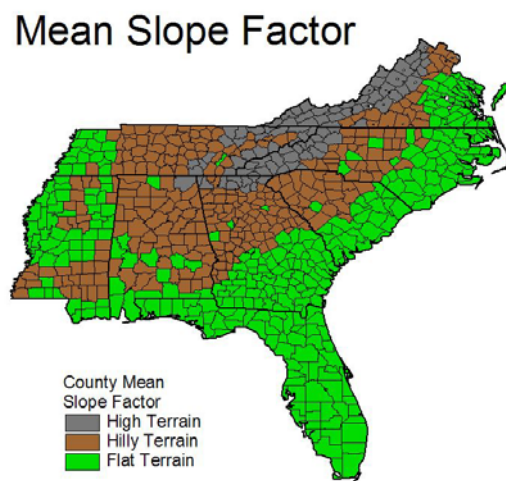 Mean Slope Factor
County Mean
Slope Factor
High Terrain
Hilly Terrain
Flat Terrain